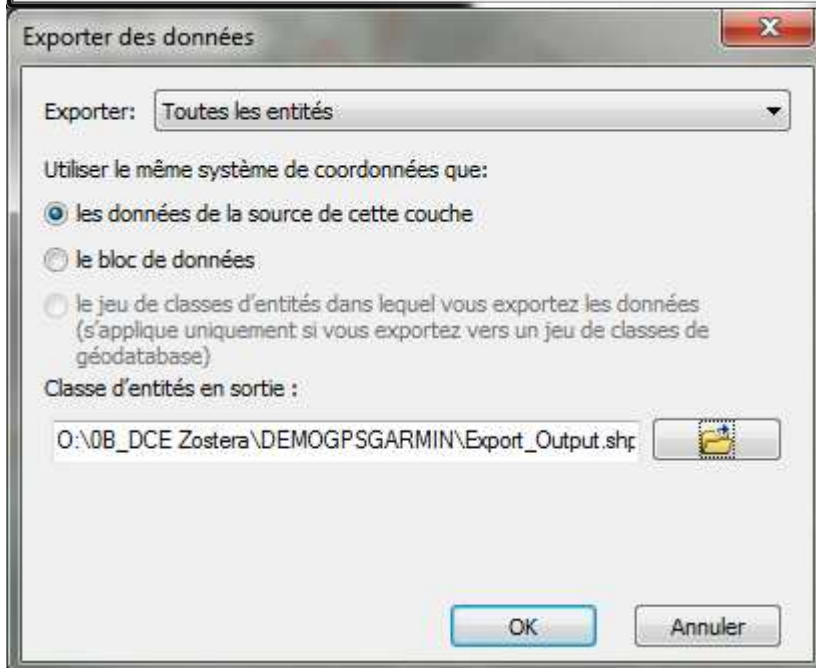 Exporter des données
Exporter: Toutes les entités
Utiliser le même système de coordonnées que:
les données de la source de cette couche
le bloc de données
le jeu de classes d'entités dans lequel vous exportez les données
(s'applique uniquement si vous exportez vers un jeu de classes de
géodatabase)
Classe d'entités en sortie :
O:\0B_DCE Zostera\DEMOGPSGARMIN\Export_Output.shp
OK Annuler